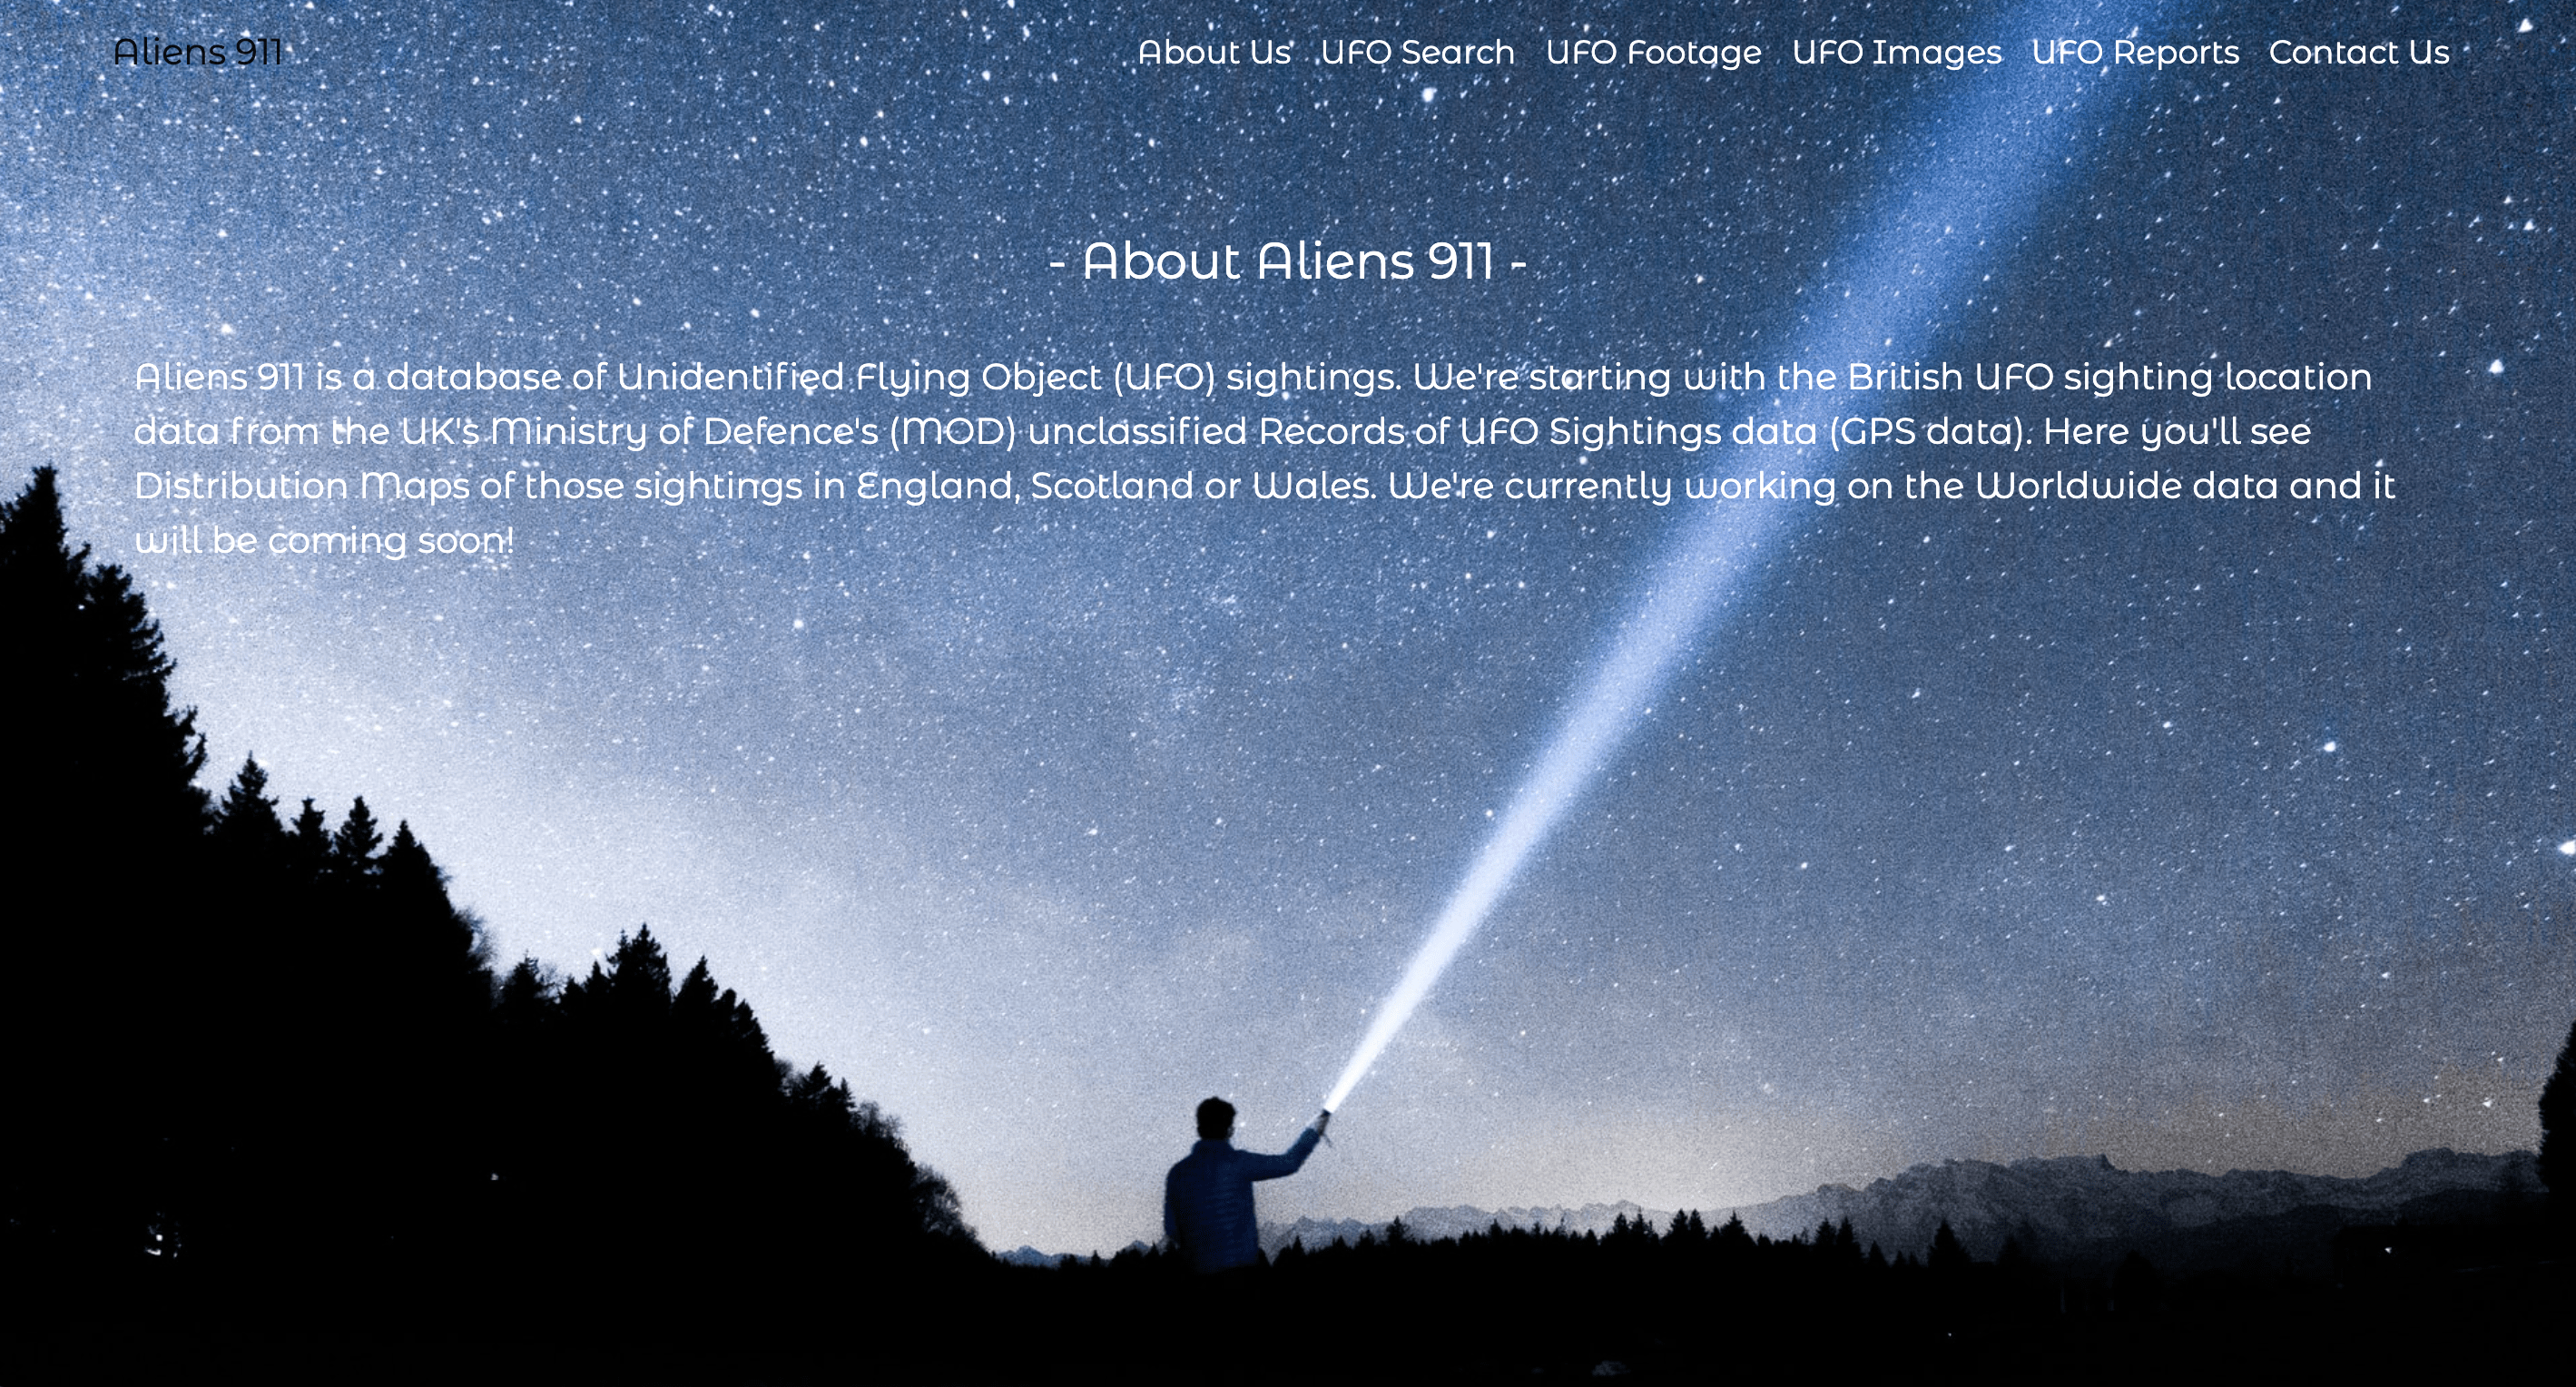 Aliens 911
About Us UFO Search UFO Footage UFO Images UFO Reports Contact Us
- About Aliens 911 -
Aliens 911 is a database of Unidentified Flying Object (UFO) sightings. We're starting with the British UFO sighting location
data from the UK's Ministry of Defence's (MOD) unclassified Records of UFO Sightings data (GPS data). Here you'll see
Distribution Maps of those sightings in England, Scotland or Wales. We're currently working on the Worldwide data and it
will be coming soon!